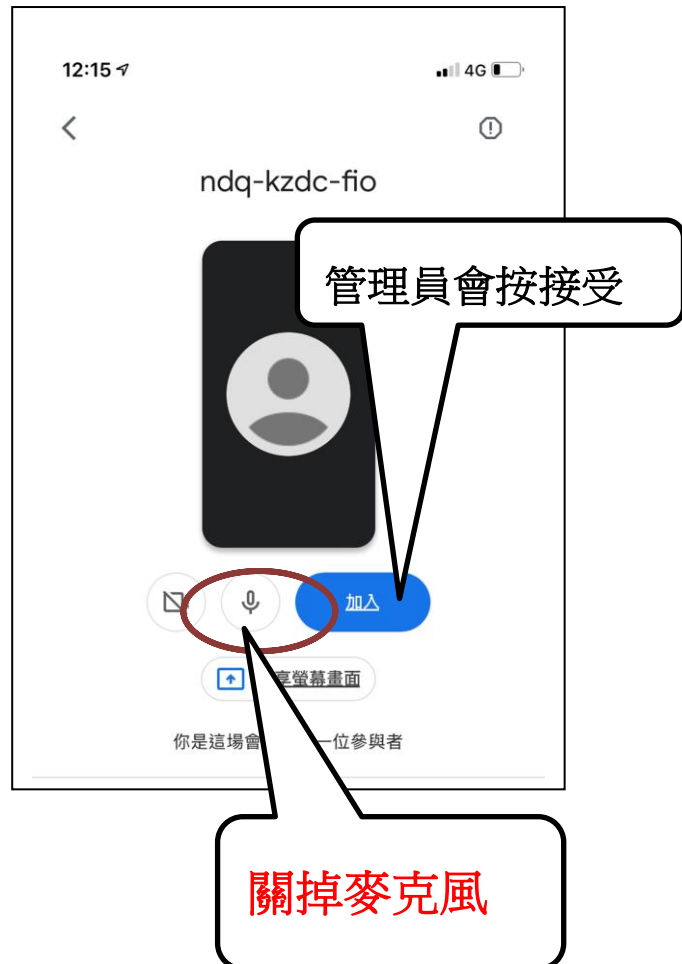 12:15
4G
ndq-kzdc-fio
管理員會按接受
加入
享螢幕畫面
你是這場會 一位參與者
關掉麥克風